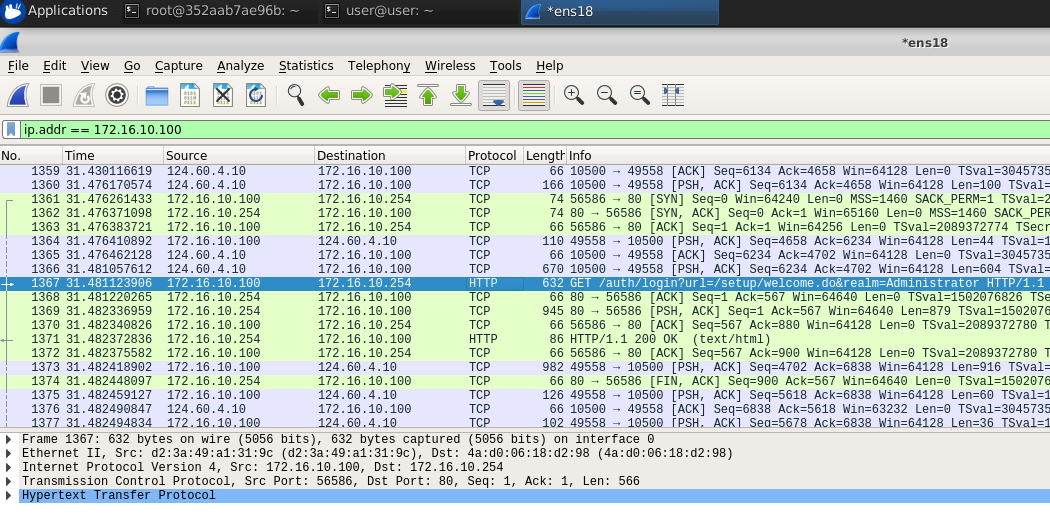 Applications root@352aab7ae96b: ~ user@user: ~ *ens18
*ens18
File Edit View Go Capture Analyze Statistics Telephony Wireless Tools Help
ip.addr == 172.16.10.100
No. Time Source Destination Protocol Length Info
1359 31.430116619 124.60.4.10 172.16.10.100 TCP 66 10500 → 49558 [ACK] Seq=6134 Ack=4658 Win=64128 Len=0 TSval=3045735
1360 31.476170574 124.60.4.10 172.16.10.100 TCP 166 10500 → 49558 [PSH, ACK] Seq=6134 Ack=4658 Win=64128 Len=100 TSval=
1361 31.476261433 172.16.10.100 172.16.10.254 TCP 74 56586 → 80 [SYN] Seq=0 Win=64240 Len=0 MSS=1460 SACK_PERM=1 TSval=2
1362 31.476371098 172.16.10.254 172.16.10.100 TCP 74 80 → 56586 [SYN, ACK] Seq=0 Ack=1 Win=65160 Len=0 MSS=1460 SACK_PER
1363 31.476383721 172.16.10.100 172.16.10.254 TCP 66 56586 → 80 [ACK] Seq=1 Ack=1 Win=64256 Len=0 TSval=2089372774 TSecr
1364 31.476410892 172.16.10.100 124.60.4.10 TCP 110 49558 → 10500 [PSH, ACK] Seq=4658 Ack=6234 Win=64128 Len=44 TSval=1
1365 31.476462128 124.60.4.10 172.16.10.100 TCP 66 10500 → 49558 [ACK] Seq=6234 Ack=4702 Win=64128 Len=0 TSval=3045735
1366 31.481057612 124.60.4.10 172.16.10.100 TCP 670 10500 → 49558 [PSH, ACK] Seq=6234 Ack=4702 Win=64128 Len=604 TSval=
1367 31.481123906 172.16.10.100 172.16.10.254 HTTP 632 GET /auth/login?url=/setup/welcome.do&realm=Administrator HTTP/1.1
1368 31.481220265 172.16.10.254 172.16.10.100 TCP 66 80 → 56586 [ACK] Seq=1 Ack=567 Win=64640 Len=0 TSval=1502076826 TSe
1369 31.482336959 172.16.10.254 172.16.10.100 TCP 945 80 → 56586 [PSH, ACK] Seq=1 Ack=567 Win=64640 Len=879 TSval=1502076
1370 31.482340826 172.16.10.100 172.16.10.254 TCP 66 56586 → 80 [ACK] Seq=567 Ack=880 Win=64128 Len=0 TSval=2089372780 T
1371 31.482372836 172.16.10.254 172.16.10.100 HTTP 86 HTTP/1.1 200 OK (text/html)
1372 31.482375582 172.16.10.100 172.16.10.254 TCP 66 56586 → 80 [ACK] Seq=567 Ack=900 Win=64128 Len=0 TSval=2089372780 T
1373 31.482418902 172.16.10.100 124.60.4.10 TCP 982 49558 → 10500 [PSH, ACK] Seq=4702 Ack=6838 Win=64128 Len=916 TSval=
1374 31.482448097 172.16.10.254 172.16.10.100 TCP 66 80 → 56586 [FIN, ACK] Seq=900 Ack=567 Win=64640 Len=0 TSval=1502076
1375 31.482459127 172.16.10.100 124.60.4.10 TCP 126 49558 → 10500 [PSH, ACK] Seq=5618 Ack=6838 Win=64128 Len=60 TSval=1
1376 31.482490847 124.60.4.10 172.16.10.100 TCP 66 10500 → 49558 [ACK] Seq=6838 Ack=5618 Win=63232 Len=0 TSval=3045735
1377 31.482494834 172.16.10.100 124.60.4.10 TCP 102 49558 → 10500 [PSH, ACK] Seq=5678 Ack=6838 Win=64128 Len=36 TSval=1
Frame 1367: 632 bytes on wire (5056 bits), 632 bytes captured (5056 bits) on interface 0
Ethernet II, Src: d2:3a:49:a1:31:9c (d2:3a:49:a1:31:9c), Dst: 4a:d0:06:18:d2:98 (4a:d0:06:18:d2:98)
Internet Protocol Version 4, Src: 172.16.10.100, Dst: 172.16.10.254
Transmission Control Protocol, Src Port: 56586, Dst Port: 80, Seq: 1, Ack: 1, Len: 566
Hypertext Transfer Protocol